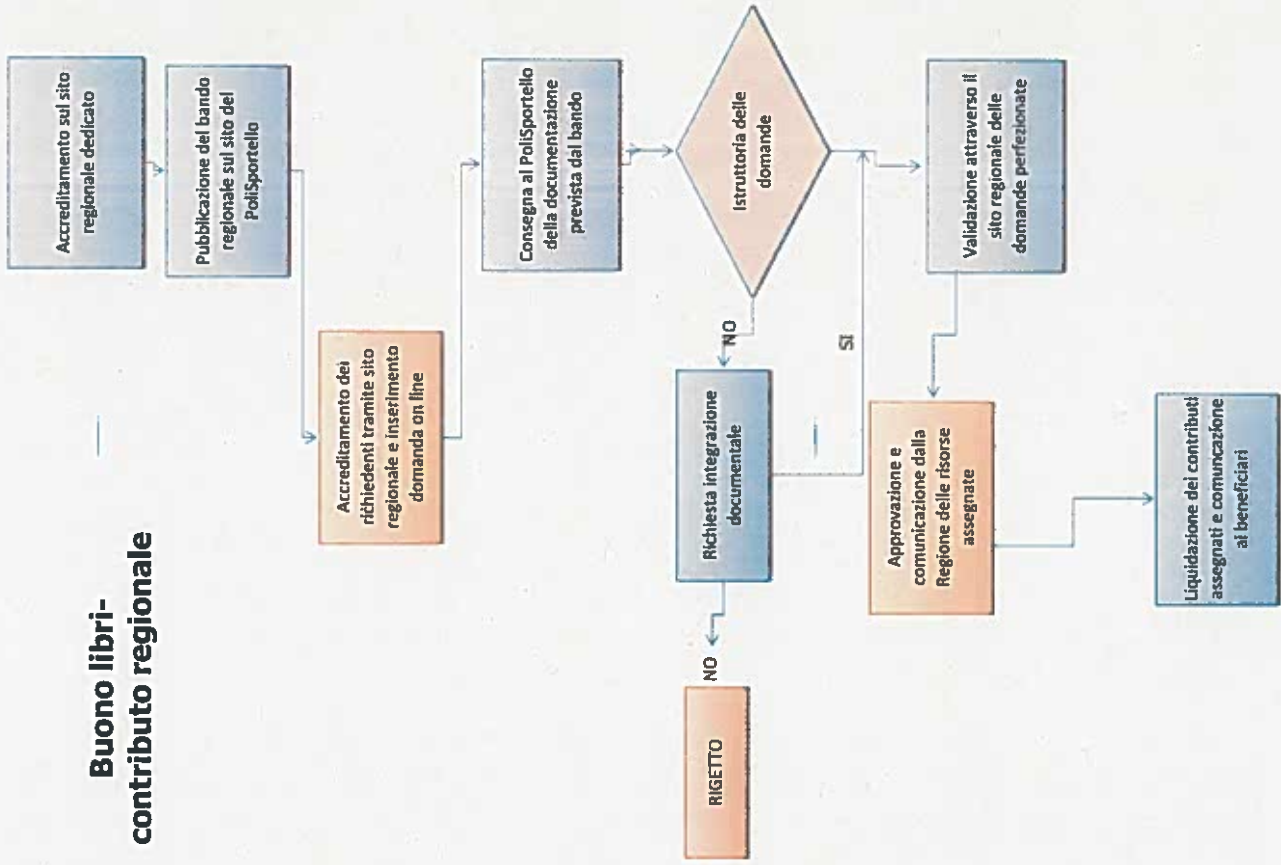 Buono libri-
contributo regionale
Accreditamento sul sito
regionale dedicato
Pubblicazione del bando
regionale sul sito del
PoliSportello
Accreditamento dei
richiedenti tramite sito
regionale e inserimento
domanda on line
Consegna al PoliSportello
della documentazione
prevista dal bando
Istruttoria delle
domande
NO
Richiesta integrazione
documentale
SI
NO
RIGETTO
Validazione attraverso il
sito regionale delle
domande perfezionate
Approvazione e
comunicazione dalla
Regione delle risorse
assegnate
Liquidazione dei contributi
assegnati e comuncazione
ai beneficiari